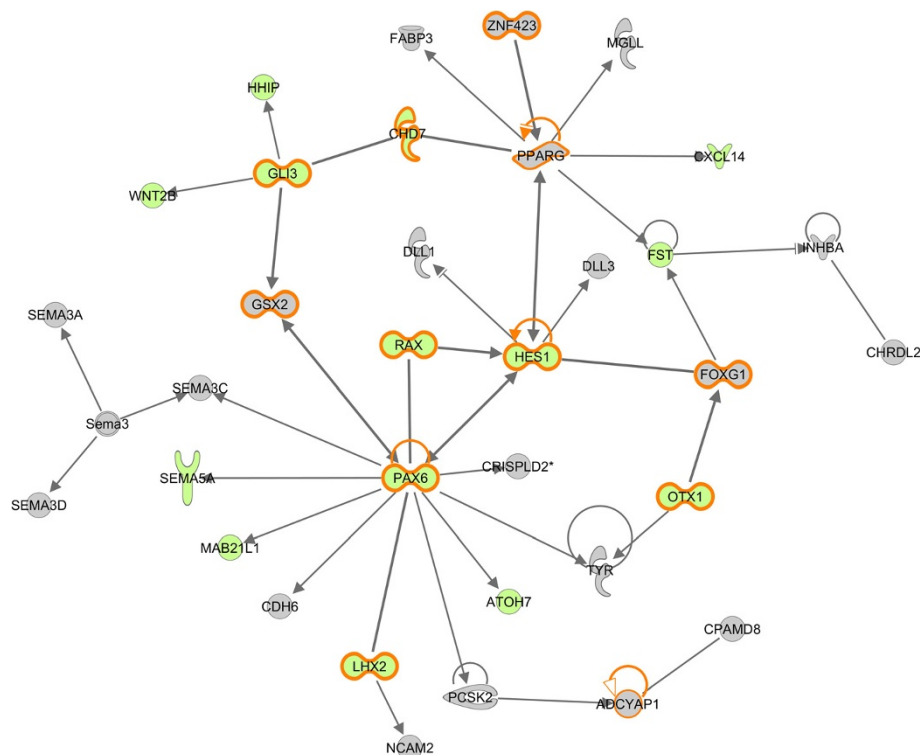 ZNF423
FABP3
MGLL
HHIP
CHD7
PPARG
CXCL14
GLI3
WNT2B
DLL1
FST
INHBA
DLL3
GSX2
SEMA3A
RAX
HES1
CHRDL2
FOXG1
SEMA3C
Sema3
CRISPLD2*
SEMA5A
PAX6
OTX1
SEMA3D
MAB21L1
TYR
CDH6
ATOH7
CPAMD8
LHX2
PCSK2
ADCYAP1
NCAM2